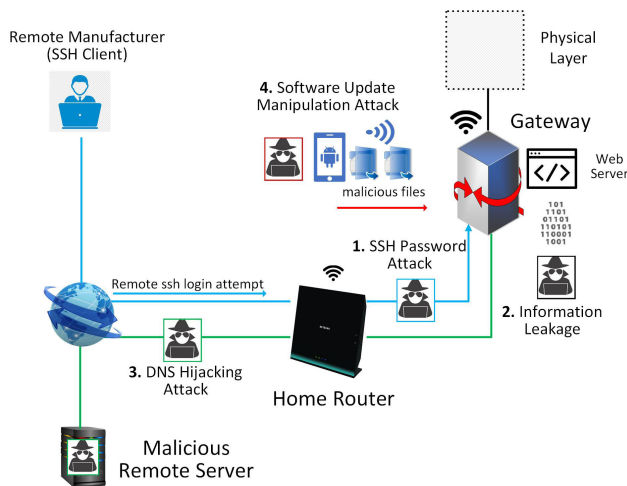 Remote Manufacturer
(SSH Client)
Physical
Layer
4. Software Update
Manipulation Attack
Gateway
Web
Server
</>
malicious files
101
1101
01101
110101
110001
1001
1. SSH Password
Attack
Remote ssh login attempt
2. Information
Leakage
3. DNS Hijacking
Attack
Home Router
Malicious
Remote Server